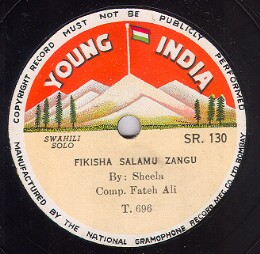 COPYRIGHT RECORD MUST NOT BE PUBLICLY PERFORMED
YOUNG INDIA
SWAHILI
SOLO
SR. 130
FIKISHA SALAMU ZANGU
By: Sheela
Comp. Fateh Ali
T. 696
MANUFACTURED BY THE NATIONAL GRAMOPHONE RECORD MFG. CO. LTD. BOMBAY